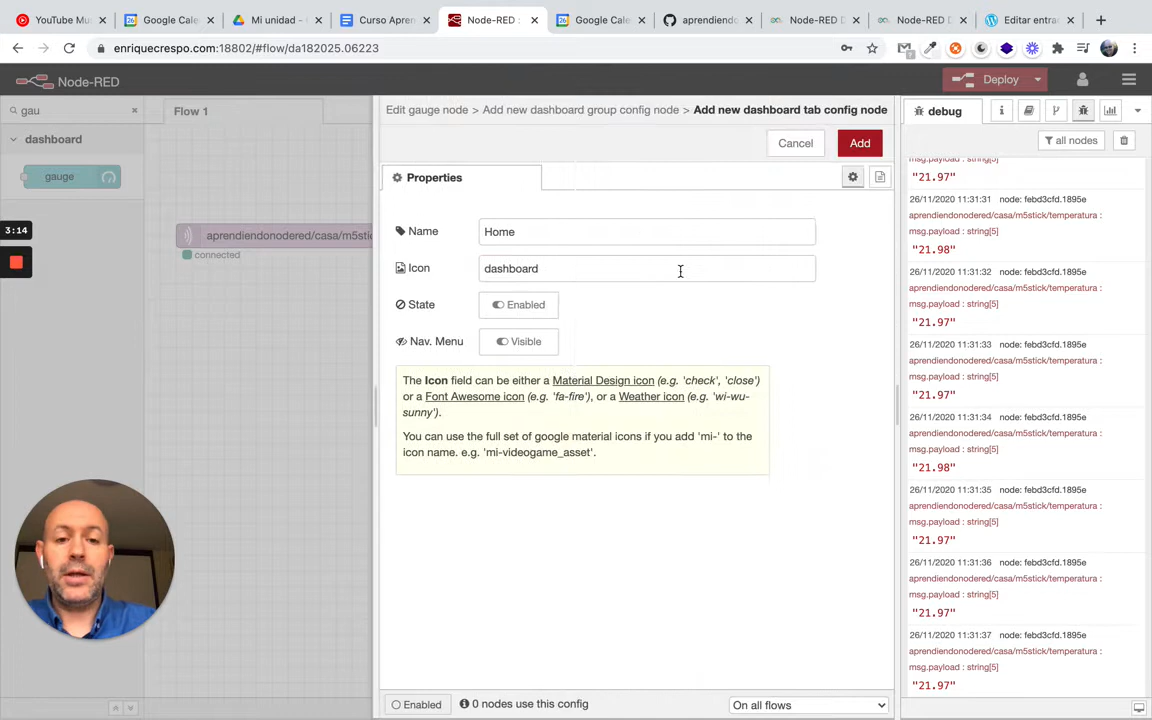 YouTube Mu
Google Cale
Mi unidad –
Curso Apren
Node-RED :
Google Cale
aprendiendo
Node-RED D
Node-RED D
Editar entra
enriquecrespo.com:18802/#flow/da182025.06223
Node-RED
Deploy
gau
Flow 1
dashboard
gauge
aprendiendonodered/casa/m5stic
connected
3:14
Edit gauge node > Add new dashboard group config node > Add new dashboard tab config node
Cancel
Add
Properties
Name
Home
Icon
dashboard
State
Enabled
Nav. Menu
Visible
The Icon field can be either a Material Design icon (e.g. 'check', 'close')
or a Font Awesome icon (e.g. 'fa-fire'), or a Weather icon (e.g. 'wi-wu-
sunny').
You can use the full set of google material icons if you add 'mi-' to the
icon name. e.g. 'mi-videogame_asset'.
Enabled
0 nodes use this config
On all flows
debug
i
all nodes
msg.payload : string[5]
"21.97"
26/11/2020 11:31:31 node: febd3cfd.1895e
aprendiendonodered/casa/m5stick/temperatura :
msg.payload : string[5]
"21.98"
26/11/2020 11:31:32 node: febd3cfd.1895e
aprendiendonodered/casa/m5stick/temperatura :
msg.payload : string[5]
"21.97"
26/11/2020 11:31:33 node: febd3cfd.1895e
aprendiendonodered/casa/m5stick/temperatura :
msg.payload : string[5]
"21.97"
26/11/2020 11:31:34 node: febd3cfd.1895e
aprendiendonodered/casa/m5stick/temperatura :
msg.payload : string[5]
"21.98"
26/11/2020 11:31:35 node: febd3cfd.1895e
aprendiendonodered/casa/m5stick/temperatura :
msg.payload : string[5]
"21.97"
26/11/2020 11:31:36 node: febd3cfd.1895e
aprendiendonodered/casa/m5stick/temperatura :
msg.payload : string[5]
"21.97"
26/11/2020 11:31:37 node: febd3cfd.1895e
aprendiendonodered/casa/m5stick/temperatura :
msg.payload : string[5]
"21.97"